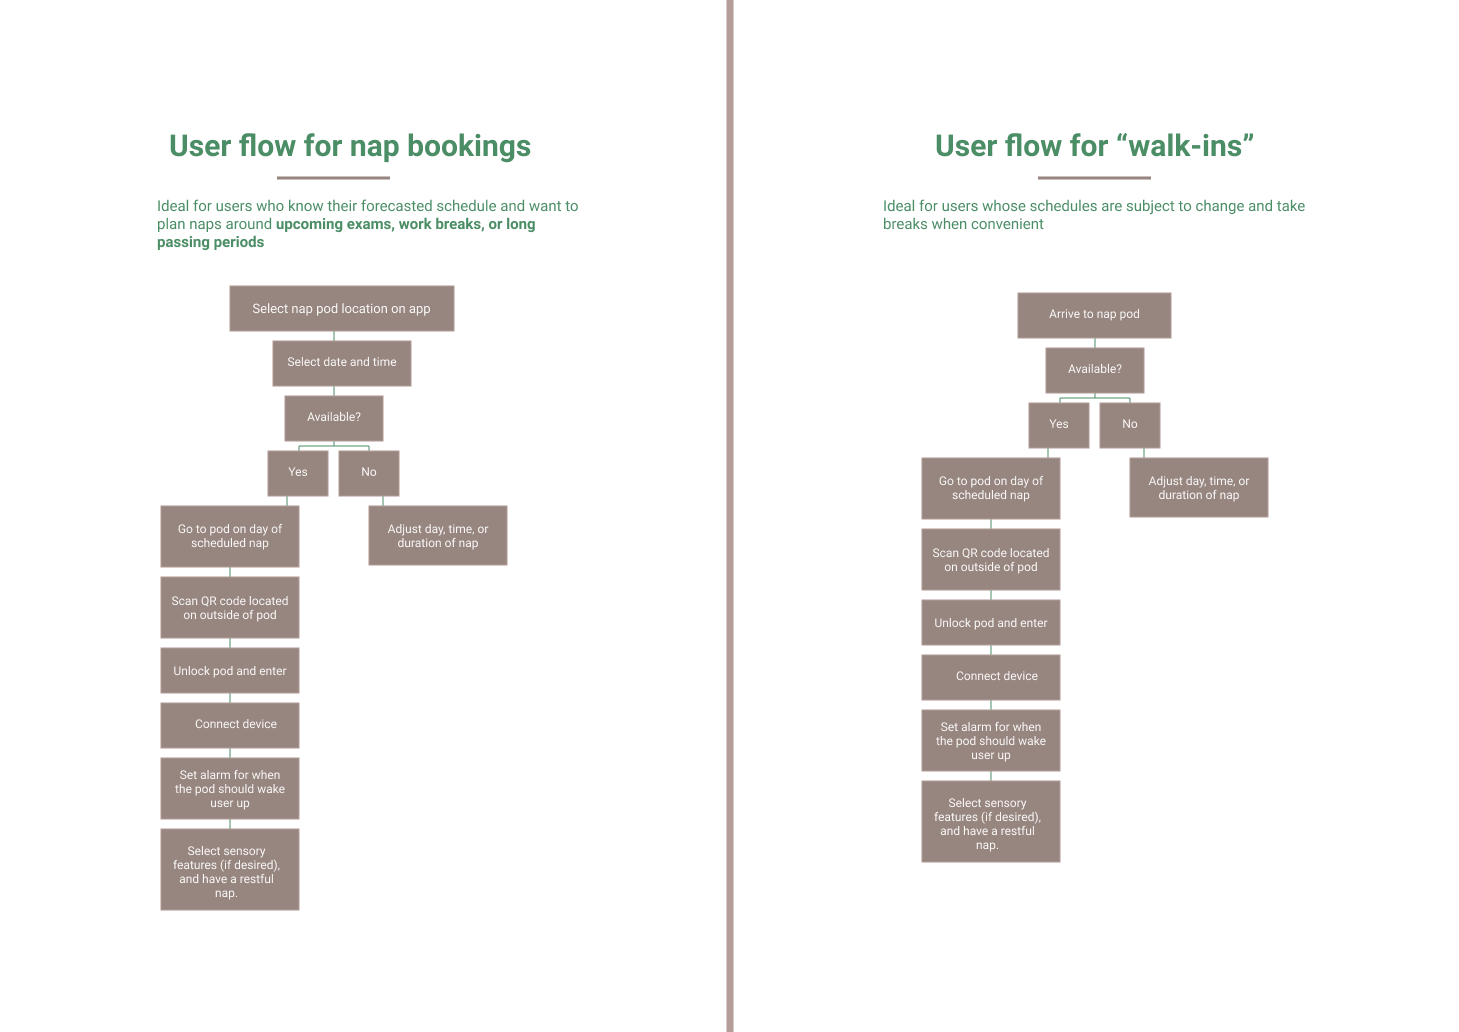 User flow for nap bookings
Ideal for users who know their forecasted schedule and want to
plan naps around upcoming exams, work breaks, or long
passing periods
Select nap pod location on app
Select date and time
Available?
Yes
No
Go to pod on day of
scheduled nap
Adjust day, time, or
duration of nap
Scan QR code located
on outside of pod
Unlock pod and enter
Connect device
Set alarm for when
the pod should wake
user up
Select sensory
features (if desired),
and have a restful
nap.
User flow for “walk-ins”
Ideal for users whose schedules are subject to change and take
breaks when convenient
Arrive to nap pod
Available?
Yes
No
Go to pod on day of
scheduled nap
Adjust day, time, or
duration of nap
Scan QR code located
on outside of pod
Unlock pod and enter
Connect device
Set alarm for when
the pod should wake
user up
Select sensory
features (if desired),
and have a restful
nap.